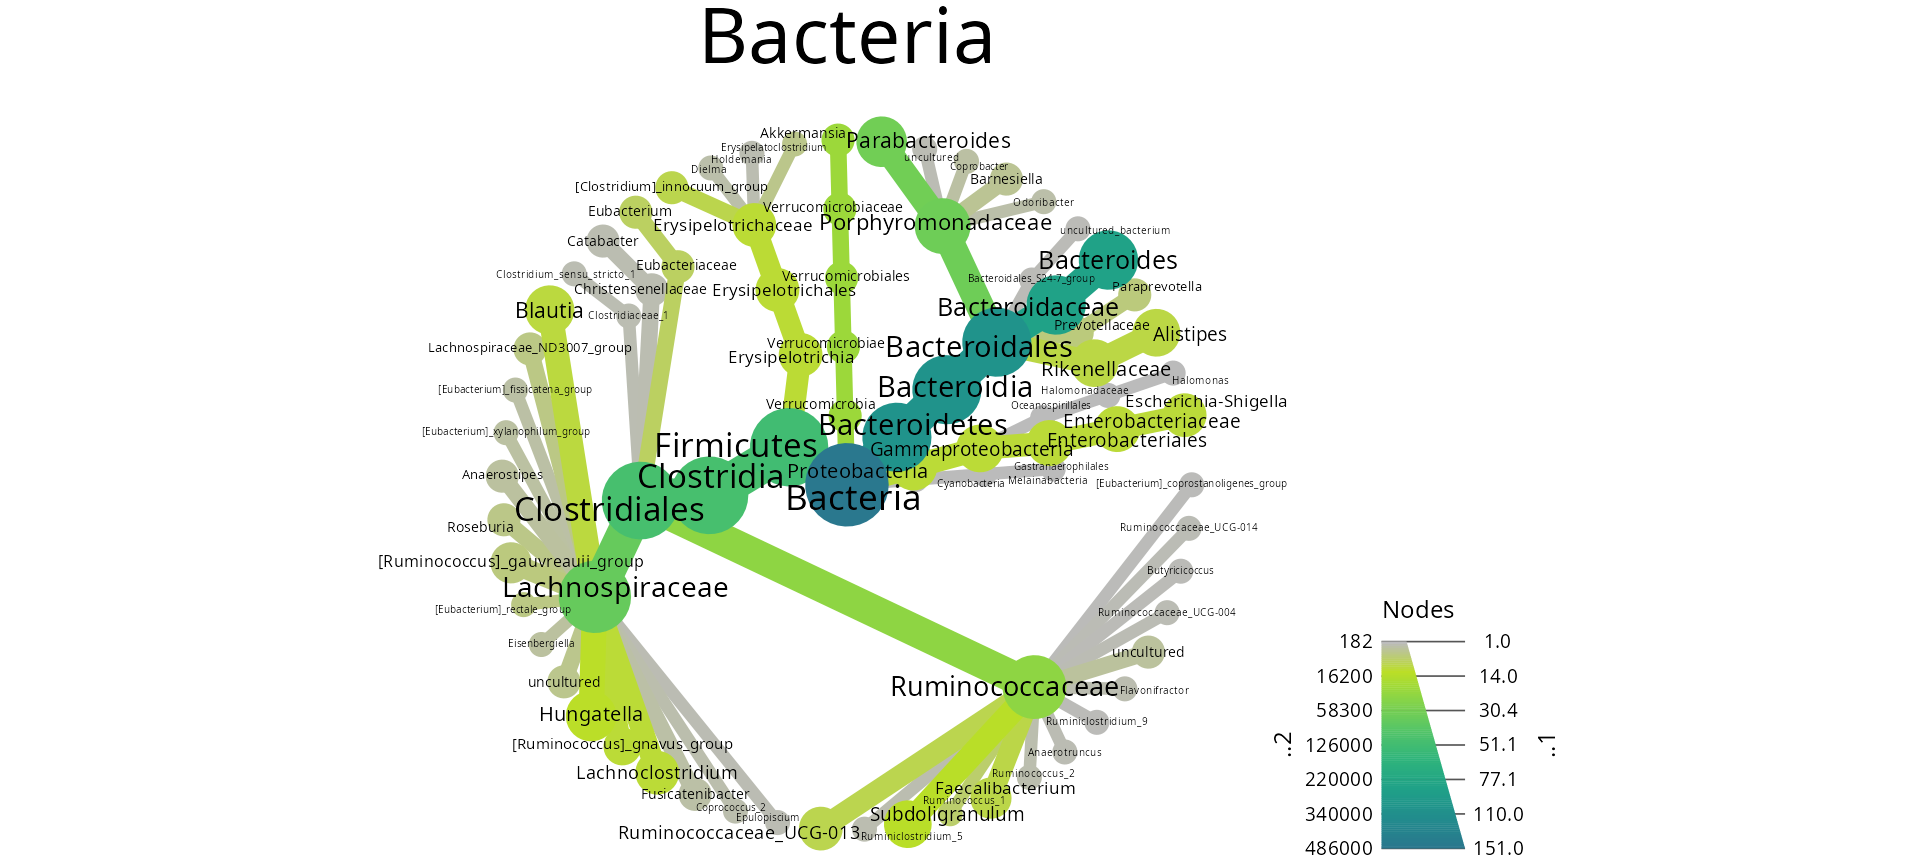 Bacteria
Akkermansia
Parabacteroides
Erysipelatoclostridium
uncultured
Holdemania
Coprobacter
Dielma
Barnesiella
[Clostridium]_innocuum_group
Odoribacter
Eubacterium
Verrucomicrobiaceae
Erysipelotrichaceae
Porphyromonadaceae
uncultured_bacterium
Catabacter
Bacteroides
Eubacteriaceae
Clostridium_sensu_stricto_1
Verrucomicrobiales
Bacteroidales_S24-7_group
Christensenellaceae
Erysipelotrichales
Paraprevotella
Blautia
Clostridiaceae_1
Bacteroidaceae
Prevotellaceae
Alistipes
Lachnospiraceae_ND3007_group
Verrucomicrobiae
Erysipelotrichia
Bacteroidales
Rikenellaceae
Halomonas
[Eubacterium]_fissicatena_group
Bacteroidia
Halomonadaceae
Verrucomicrobia
Oceanospirillales
Escherichia-Shigella
[Eubacterium]_xylanophilum_group
Bacteroidetes
Enterobacteriaceae
Firmicutes
Gammaproteobacteria
Enterobacteriales
Anaerostipes
Clostridia
Proteobacteria
Gastranaerophilales
Cyanobacteria
Melainabacteria
[Eubacterium]_coprostanoligenes_group
Bacteria
Clostridiales
Roseburia
Ruminococcaceae_UCG-014
[Ruminococcus]_gauvreauii_group
Butyricicoccus
Lachnospiraceae
[Eubacterium]_rectale_group
Ruminococcaceae_UCG-004
Eisenbergiella
uncultured
uncultured
Ruminococcaceae
Flavonifractor
Hungatella
Ruminiclostridium_9
[Ruminococcus]_gnavus_group
Anaerotruncus
Lachnoclostridium
Ruminococcus_2
Fusicatenibacter
Faecalibacterium
Coprococcus_2
Ruminococcus_1
Epulopiscium
Subdoligranulum
Ruminococcaceae_UCG-013
Ruminiclostridium_5
Nodes
182 1.0
16200 14.0
58300 30.4
126000 51.1
220000 77.1
340000 110.0
486000 151.0
..2
..1